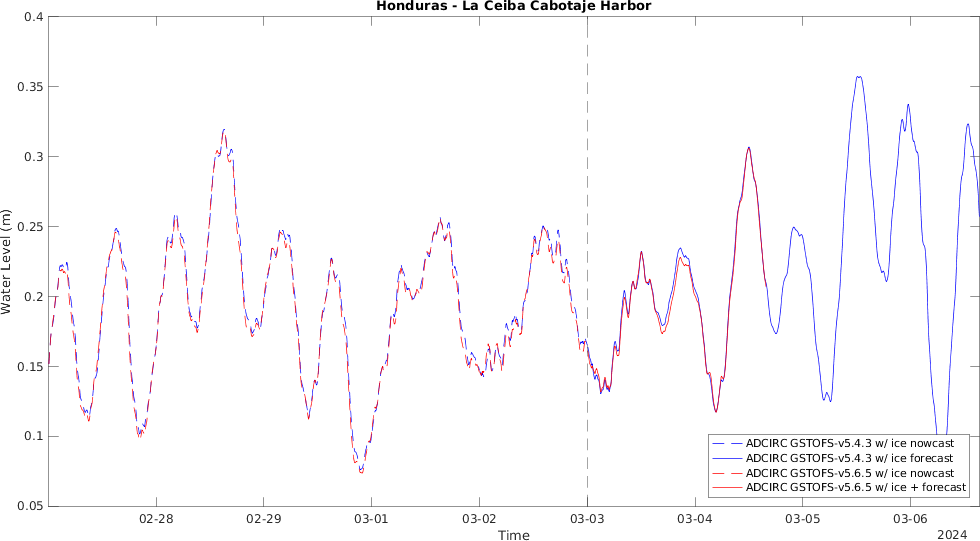 Honduras - La Ceiba Cabotaje Harbor
0.4
0.35
0.3
0.25
0.2
0.15
0.1
0.05
Water Level (m)
ADCIRC GSTOFS-v5.4.3 w/ ice nowcast
ADCIRC GSTOFS-v5.4.3 w/ ice forecast
ADCIRC GSTOFS-v5.6.5 w/ ice nowcast
ADCIRC GSTOFS-v5.6.5 w/ ice + forecast
02-28 02-29 03-01 03-02 03-03 03-04 03-05 03-06
Time
2024